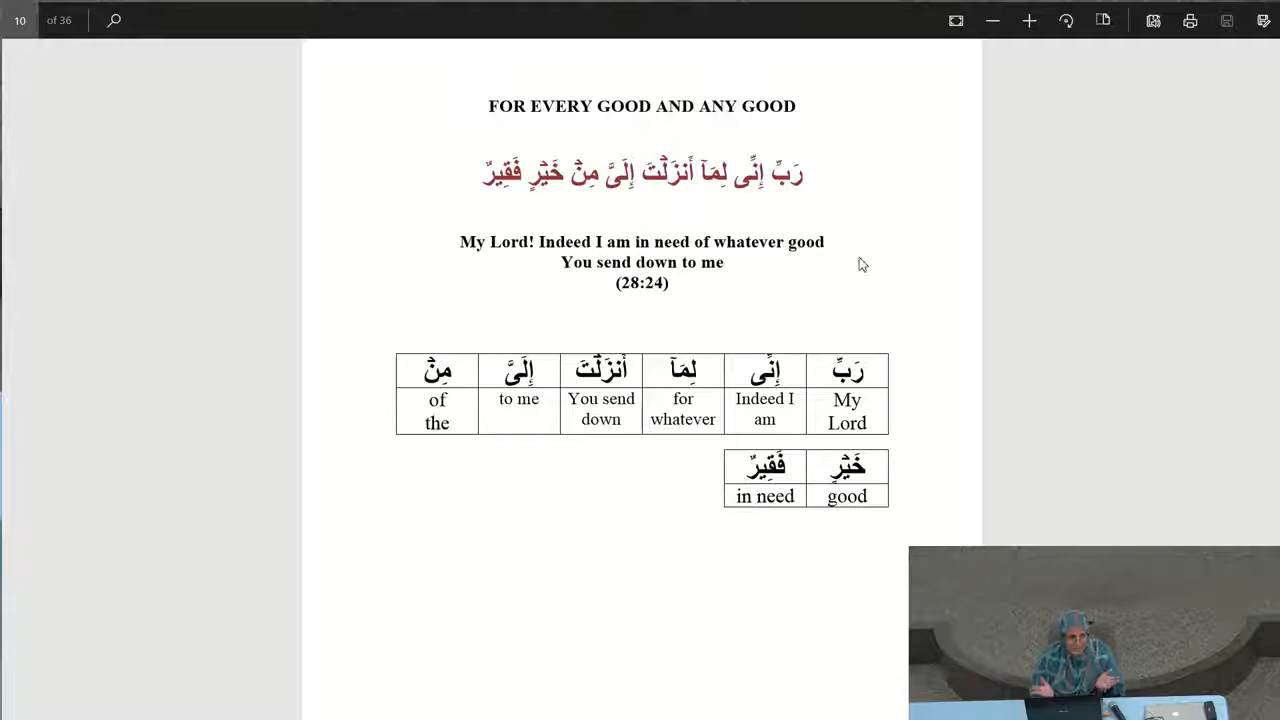 10 of 36
FOR EVERY GOOD AND ANY GOOD
رَبِّ إِنِّى لِمَآ أَنزَلْتَ إِلَىَّ مِنْ خَيْرٍ فَقِيرٌ
My Lord! Indeed I am in need of whatever good
You send down to me
(28:24)
رَبِّ إِنِّى لِمَآ أَنزَلْتَ إِلَىَّ مِنْ
My Lord Indeed I am for whatever You send down to me of the
خَيْرٍ فَقِيرٌ
good in need